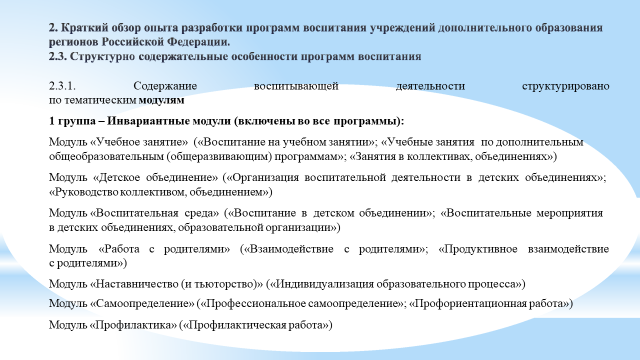 2. Краткий обзор опыта разработки программ воспитания учреждений дополнительного образования
регионов Российской Федерации.
2.3. Структурно содержательные особенности программ воспитания
2.3.1. Содержание воспитывающей деятельности структурировано
по тематическим модулям
1 группа – Инвариантные модули (включены во все программы):
Модуль «Учебное занятие» («Воспитание на учебном занятии»; «Учебные занятия по дополнительным
общеобразовательным (общеразвивающим) программам»; «Занятия в коллективах, объединениях»)
Модуль «Детское объединение» («Организация воспитательной деятельности в детских объединениях»;
«Руководство коллективом, объединением»)
Модуль «Воспитательная среда» («Воспитание в детском объединении»; «Воспитательные мероприятия
в детских объединениях, образовательной организации»)
Модуль «Работа с родителями» («Взаимодействие с родителями»; «Продуктивное взаимодействие
с родителями»)
Модуль «Наставничество (и тьюторство)» («Индивидуализация образовательного процесса»)
Модуль «Самоопределение» («Профессиональное самоопределение»; «Профориентационная работа»)
Модуль «Профилактика» («Профилактическая работа»)